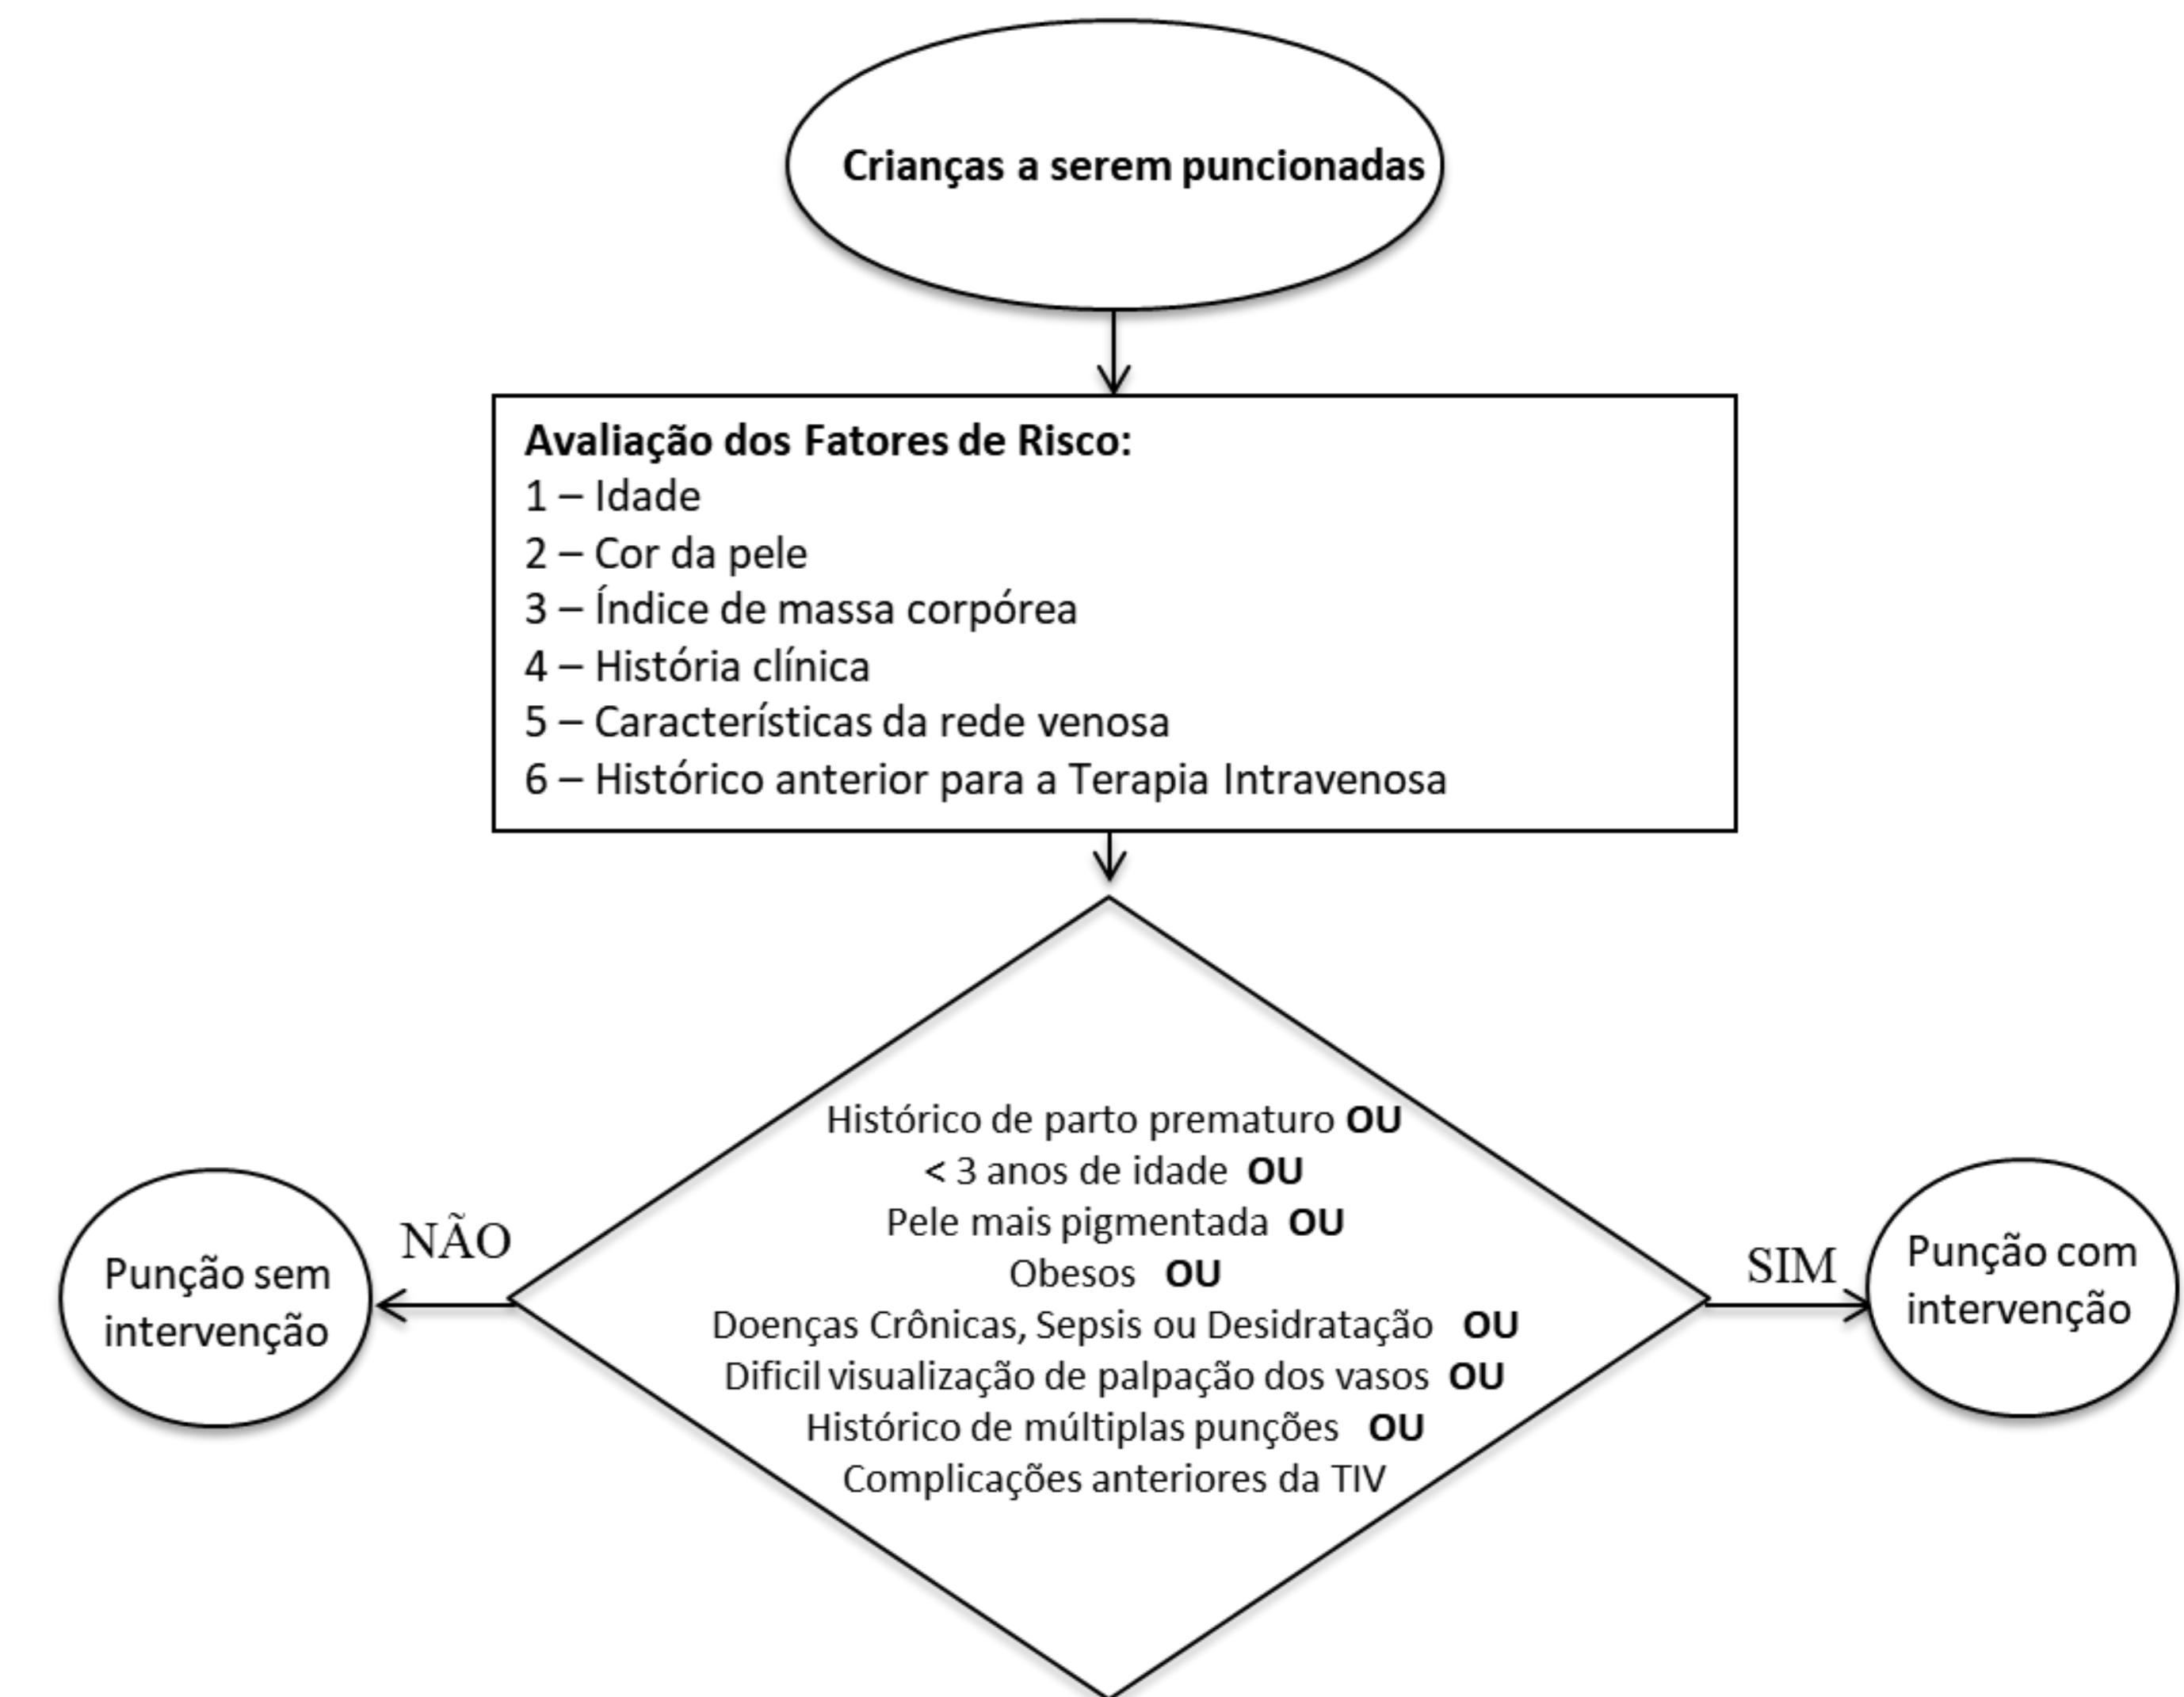 Crianças a serem puncionadas
Avaliação dos Fatores de Risco:
1 – Idade
2 – Cor da pele
3 – Índice de massa corpórea
4 – História clínica
5 – Características da rede venosa
6 – Histórico anterior para a Terapia Intravenosa
Histórico de parto prematuro OU
< 3 anos de idade OU
Pele mais pigmentada OU
Obesos OU
Doenças Crônicas, Sepsis ou Desidratação OU
Dificil visualização de palpação dos vasos OU
Histórico de múltiplas punções OU
Complicações anteriores da TIV
NÃO
Punção sem
intervenção
SIM
Punção com
intervenção